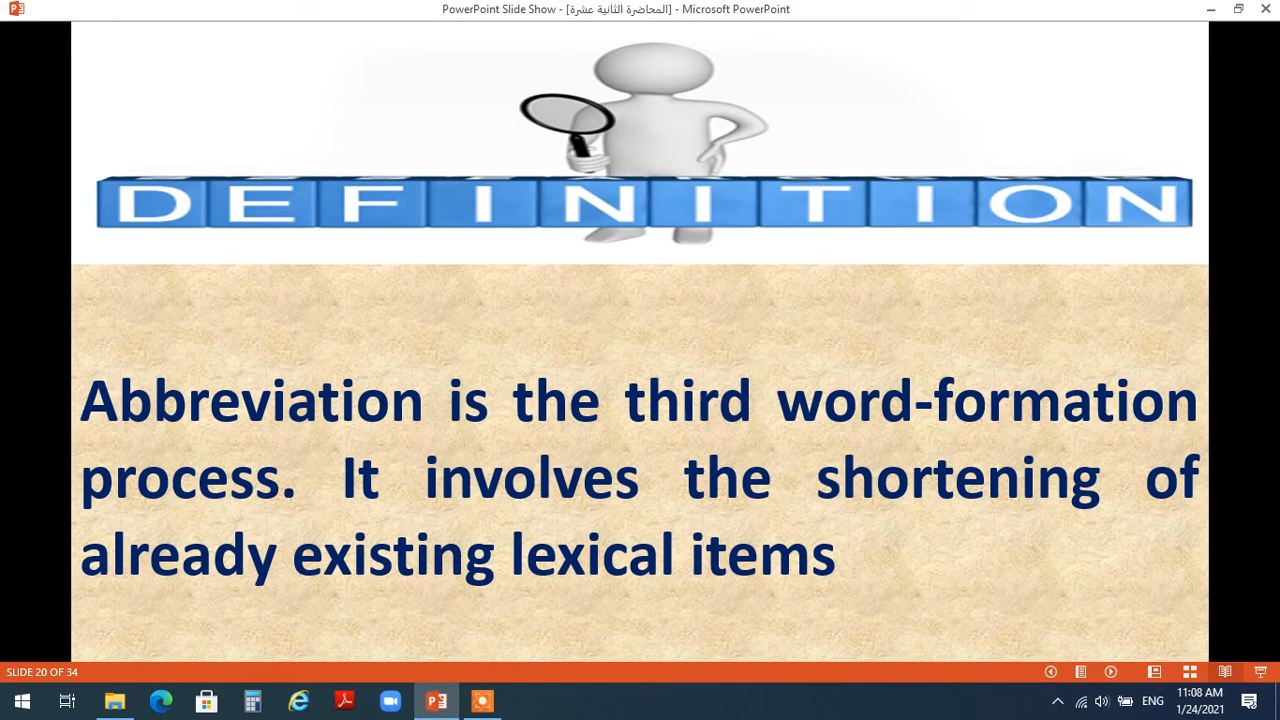 PowerPoint Slide Show - [المحاضرة الثانية عشرة] - Microsoft PowerPoint
DEFINITION
Abbreviation is the third word-formation
process. It involves the shortening of
already existing lexical items
SLIDE 20 OF 34
ENG
11:08 AM
1/24/2021